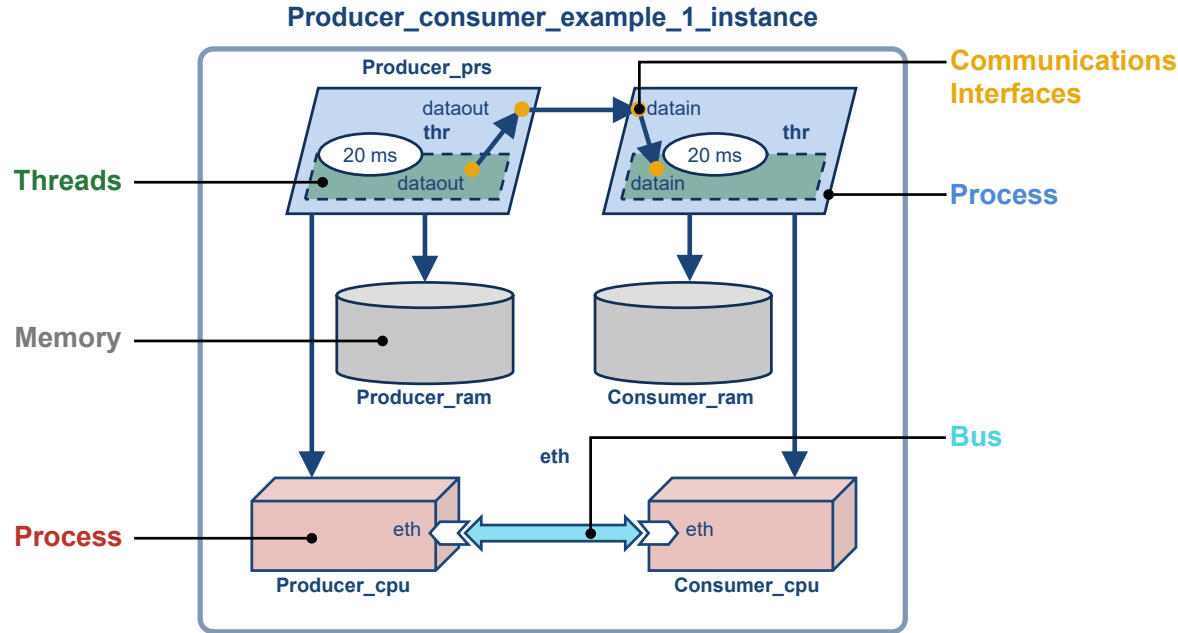 Producer_consumer_example_1_instance
Producer_prs
Communications
Interfaces
dataout
datain
thr
thr
20 ms
20 ms
dataout
datain
Threads
Process
Memory
Producer_ram
Consumer_ram
Bus
eth
Process
eth
eth
Producer_cpu
Consumer_cpu